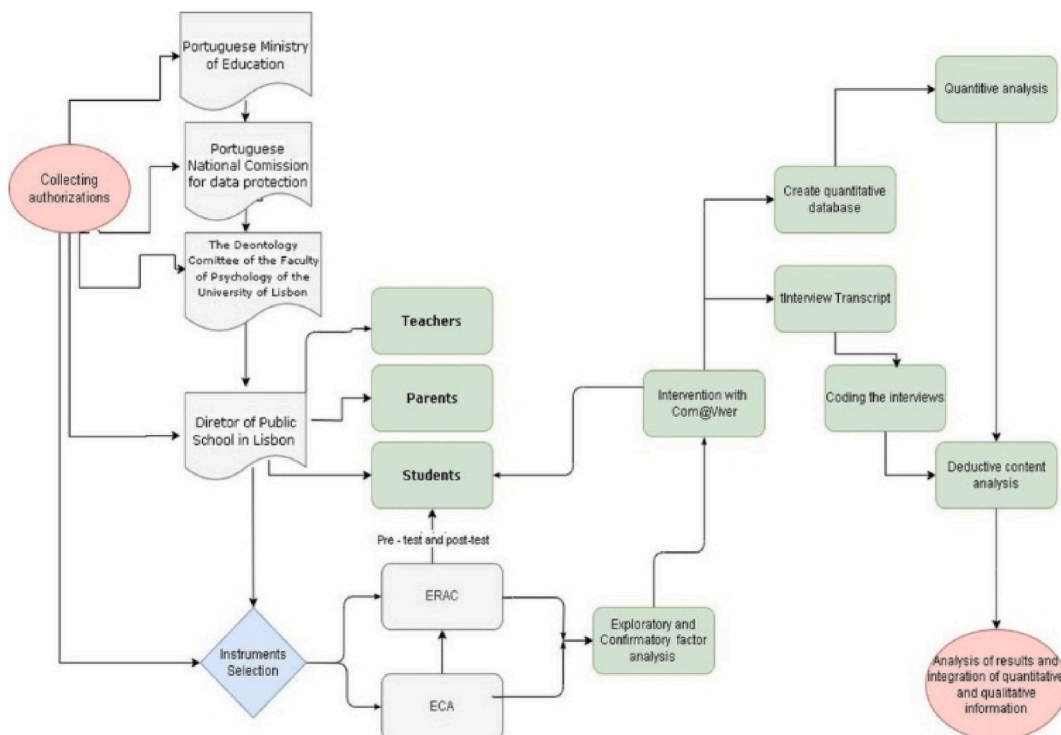 Portuguese Ministry
of Education
Portuguese
National Comission
for data protection
Collecting
authorizations
The Deontology
Comittee of the Faculty
of Psychology of the
University of Lisbon
Diretor of Public
School in Lisbon
Teachers
Parents
Students
Pre - test and post-test
ERAC
ECA
Instruments
Selection
Exploratory and
Confirmatory factor
analysis
Intervention with
Com@Viver
Create quantitative
database
Quantitive analysis
tInterview Transcript
Coding the interviews
Deductive content
analysis
Analysis of results and
integration of quantitative
and qualitative
information